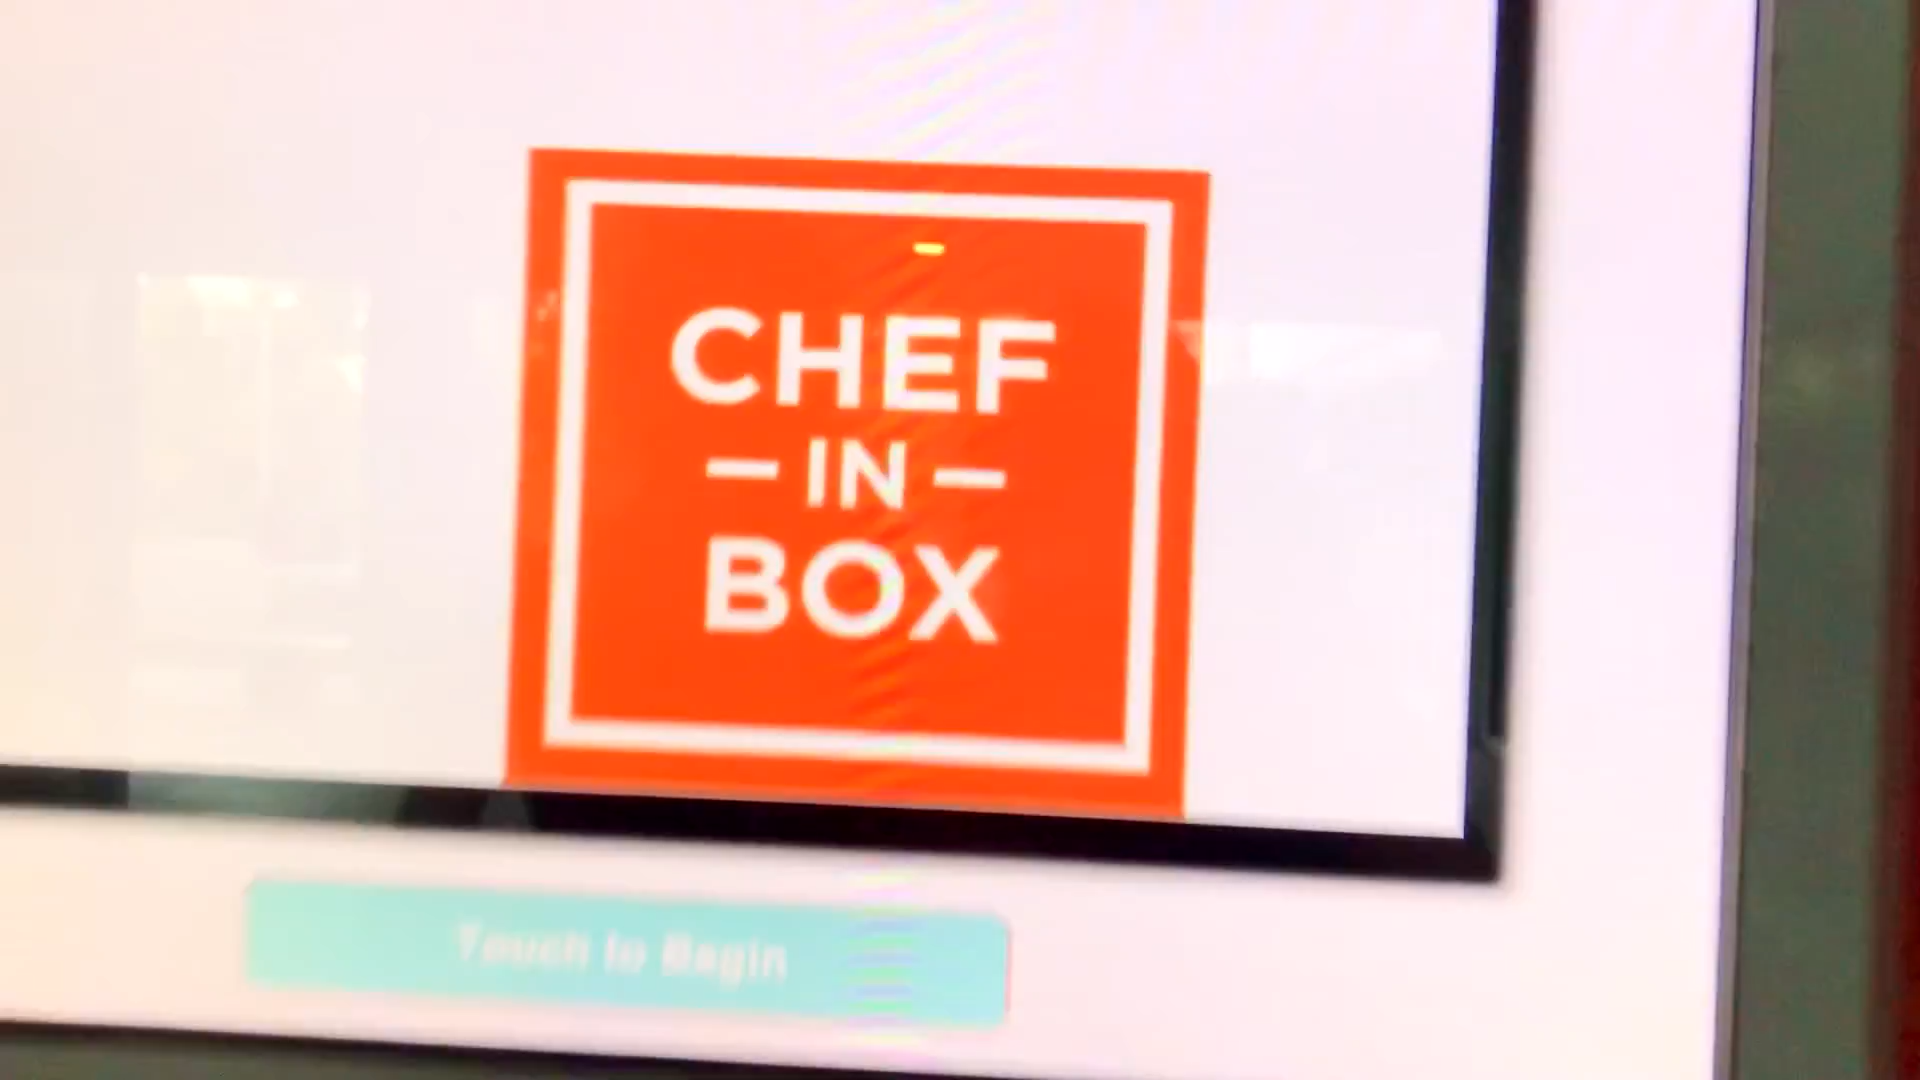 CHEF
– IN –
BOX
Touch to Begin